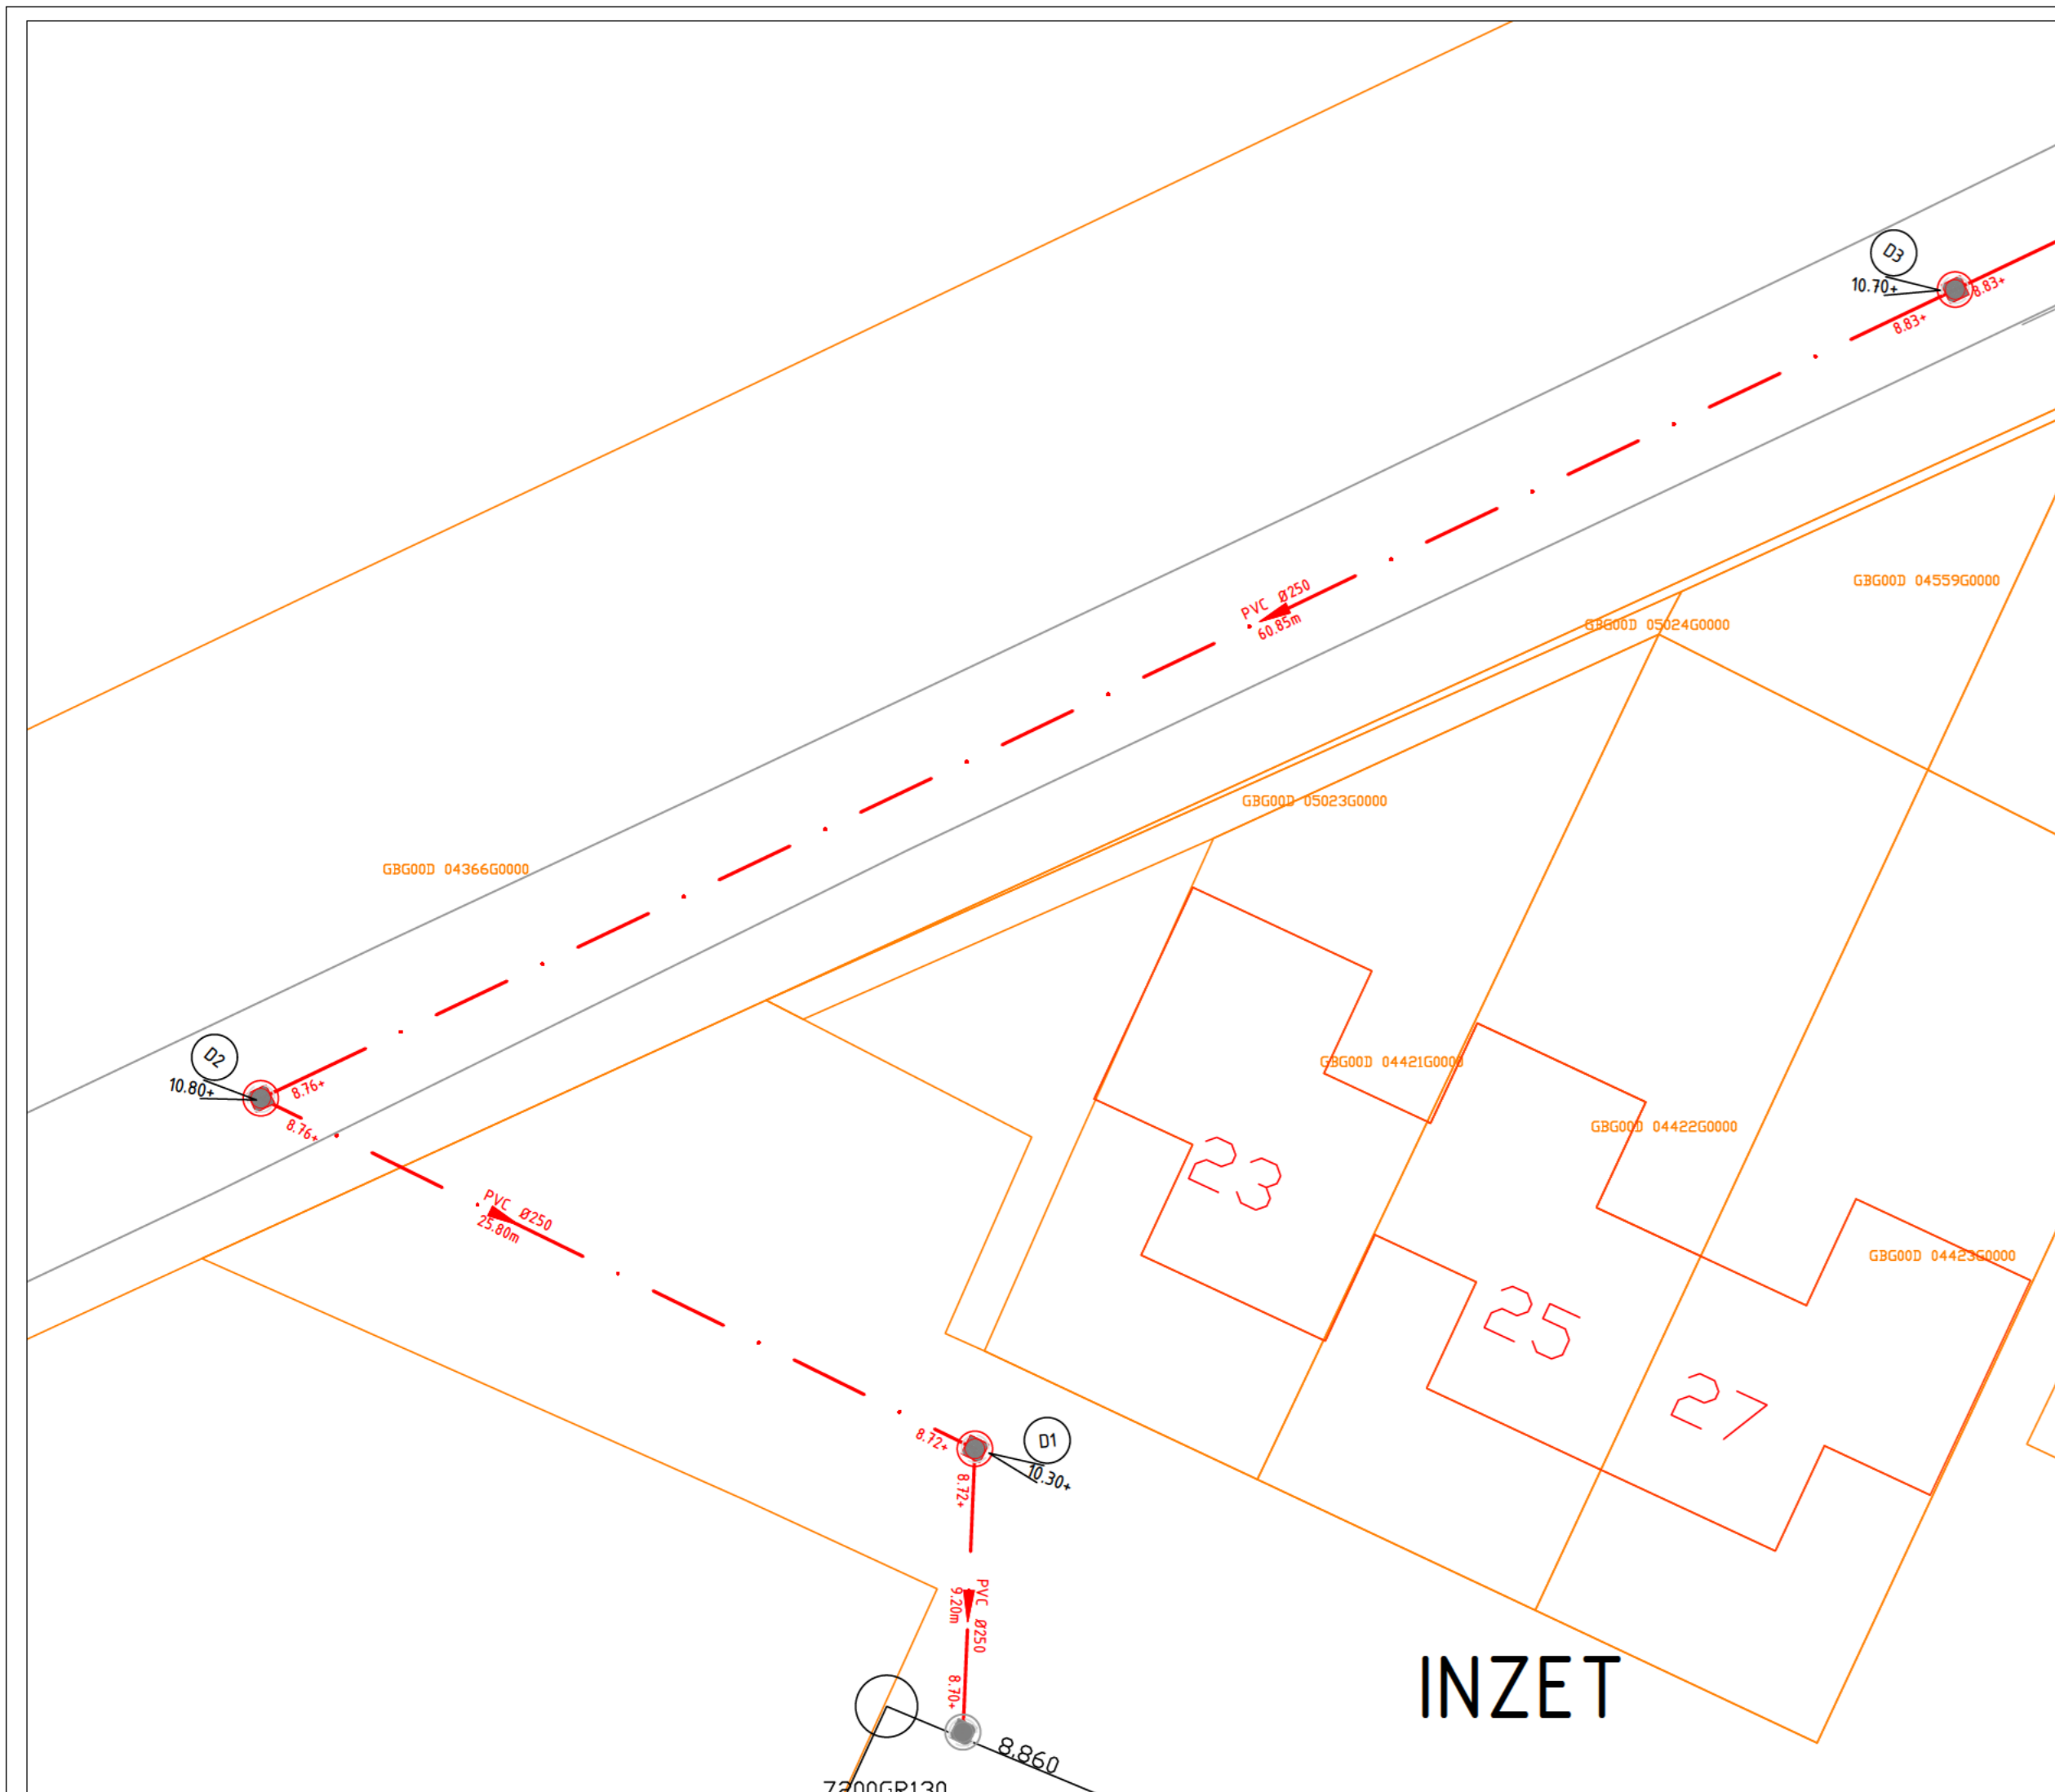 D3
10.70+
8.83+
8.83+
GBG00D 04559G0000
PVC Ø250
60.85m
GBG00D 05024G0000
GBG00D 05023G0000
GBG00D 04366G0000
D2
10.80+
8.76+
8.76+
GBG00D 04421G0000
GBG00D 04422G0000
23
PVC Ø250
25.80m
GBG00D 04423G0000
25
27
8.72+
D1
10.30+
8.72+
PVC Ø250
9.20m
INZET
8.70+
8.860
7200GR130